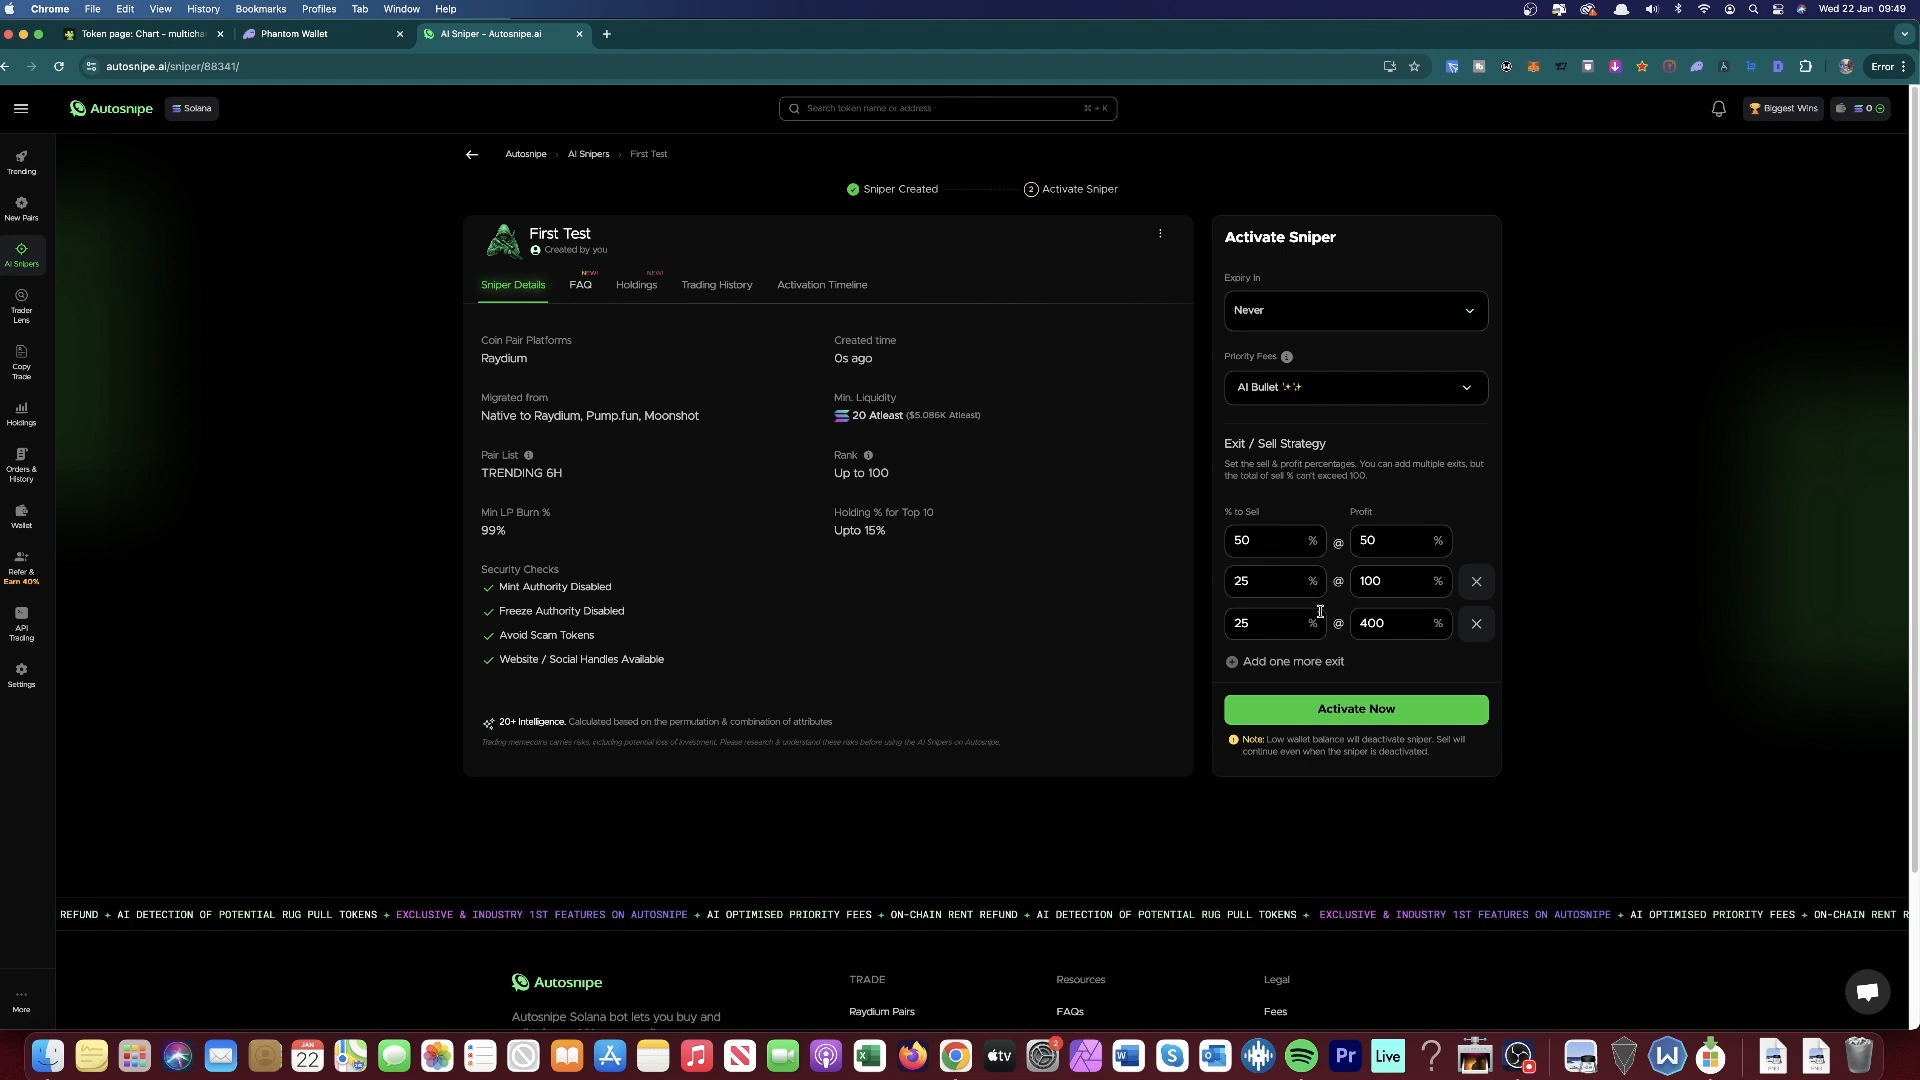 Chrome File Edit View History Bookmarks Profiles Tab Window Help
Wed 22 Jan 09:49
Token page: Chart - multichai
Phantom Wallet
AI Sniper - Autosnipe.ai
autosnipe.ai/sniper/88341/
Error
Autosnipe
Solana
Search token name or address
⌘ + K
Biggest Wins
0
Trending
New Pairs
AI Snipers
Trader
Lens
Copy
Trade
Holdings
Orders &
History
Wallet
Refer &
Earn 40%
API
Trading
Settings
More
Autosnipe › AI Snipers › First Test
Sniper Created
2 Activate Sniper
First Test
Created by you
Sniper Details
NEW!
FAQ
NEW!
Holdings
Trading History
Activation Timeline
Coin Pair Platforms
Raydium
Created time
0s ago
Migrated from
Native to Raydium, Pump.fun, Moonshot
Min. Liquidity
20 Atleast ($5.086K Atleast)
Pair List
TRENDING 6H
Rank
Up to 100
Min LP Burn %
99%
Holding % for Top 10
Upto 15%
Security Checks
Mint Authority Disabled
Freeze Authority Disabled
Avoid Scam Tokens
Website / Social Handles Available
20+ Intelligence. Calculated based on the permutation & combination of attributes
Trading memecoins carries risks, including potential loss of investment. Please research & understand these risks before using the AI Snipers on Autosnipe.
Activate Sniper
Expiry In
Never
Priority Fees
AI Bullet
Exit / Sell Strategy
Set the sell & profit percentages. You can add multiple exits, but
the total of sell % can't exceed 100.
% to Sell
Profit
50 % @ 50 %
25 % @ 100 %
25 % @ 400 %
Add one more exit
Activate Now
Note: Low wallet balance will deactivate sniper. Sell will
continue even when the sniper is deactivated.
REFUND + AI DETECTION OF POTENTIAL RUG PULL TOKENS + EXCLUSIVE & INDUSTRY 1ST FEATURES ON AUTOSNIPE + AI OPTIMISED PRIORITY FEES + ON-CHAIN RENT REFUND + AI DETECTION OF POTENTIAL RUG PULL TOKENS + EXCLUSIVE & INDUSTRY 1ST FEATURES ON AUTOSNIPE + AI OPTIMISED PRIORITY FEES + ON-CHAIN RENT R
Autosnipe
TRADE
Resources
Legal
Autosnipe Solana bot lets you buy and
Raydium Pairs
FAQs
Fees
JAN
22
tv
2
Pr
Live